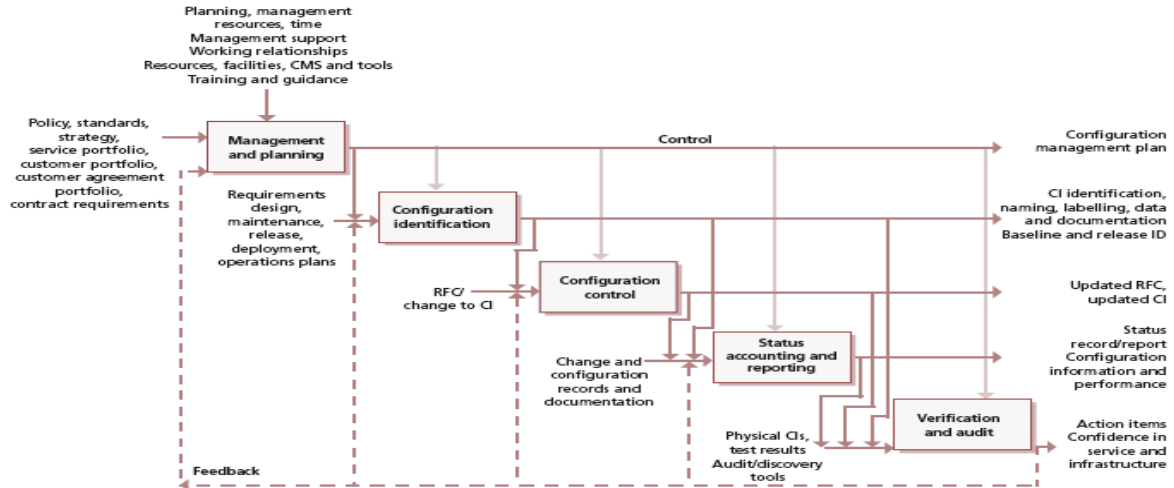 Planning, management
resources, time
Management support
Working relationships
Resources, facilities, CMS and tools
Training and guidance
Policy, standards,
strategy,
service portfolio,
customer portfolio,
customer agreement
portfolio,
contract requirements
Management
and planning
Control
Configuration
management plan
Requirements
design,
maintenance,
release,
deployment,
operations plans
Configuration
identification
CI identification,
naming, labelling, data
and documentation
Baseline and release ID
RFC/
change to CI
Configuration
control
Updated RFC,
updated CI
Change and
configuration
records and
documentation
Status
accounting and
reporting
Status
record/report
Configuration
information and
performance
Physical CIs,
test results
Audit/discovery
tools
Verification
and audit
Action items
Confidence in
service and
infrastructure
Feedback